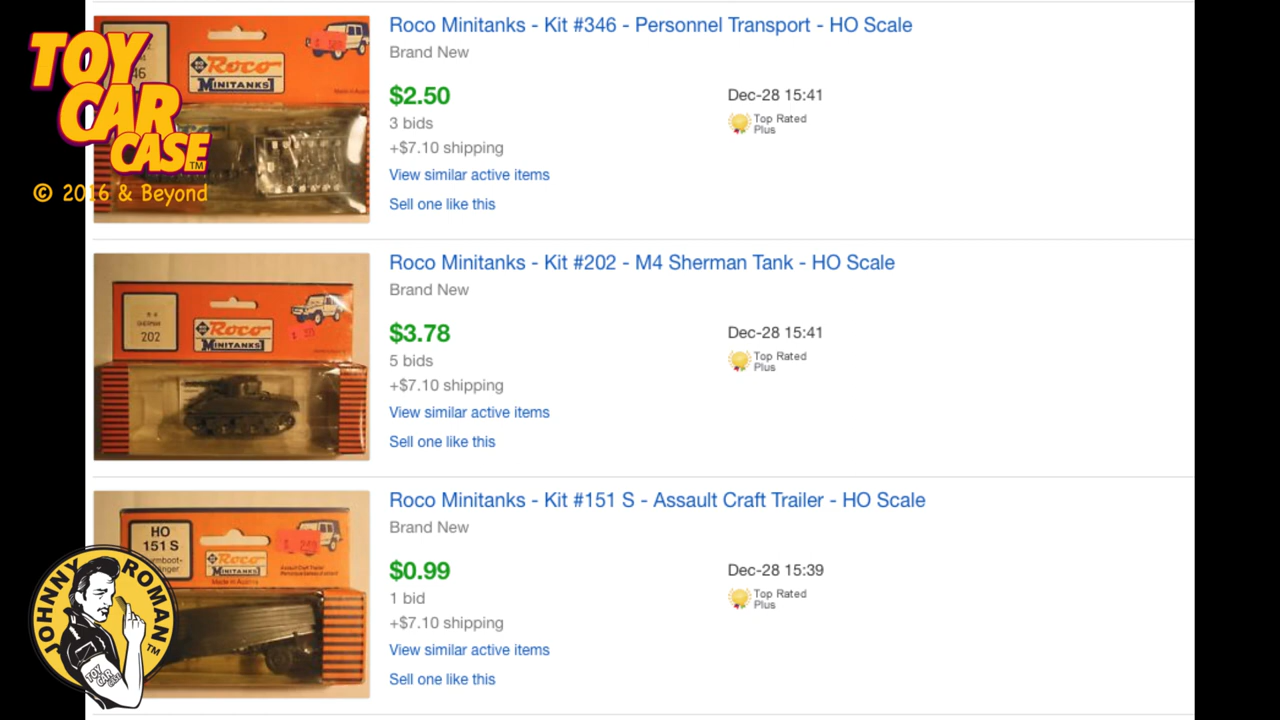 TOY
CAR
CASE™
© 2016 & Beyond
46
Roco
MINITANKS
Roco Minitanks - Kit #346 - Personnel Transport - HO Scale
Brand New
$2.50
3 bids
+$7.10 shipping
View similar active items
Sell one like this
Dec-28 15:41
Top Rated
Plus
202
Roco
MINITANKS
Roco Minitanks - Kit #202 - M4 Sherman Tank - HO Scale
Brand New
$3.78
5 bids
+$7.10 shipping
View similar active items
Sell one like this
Dec-28 15:41
Top Rated
Plus
HO
151 S
Roco
MINITANKS
Made in Austria
Roco Minitanks - Kit #151 S - Assault Craft Trailer - HO Scale
Brand New
$0.99
1 bid
+$7.10 shipping
View similar active items
Sell one like this
Dec-28 15:39
Top Rated
Plus
JOHNNY ROMAN™
TOY
CAR
CASE